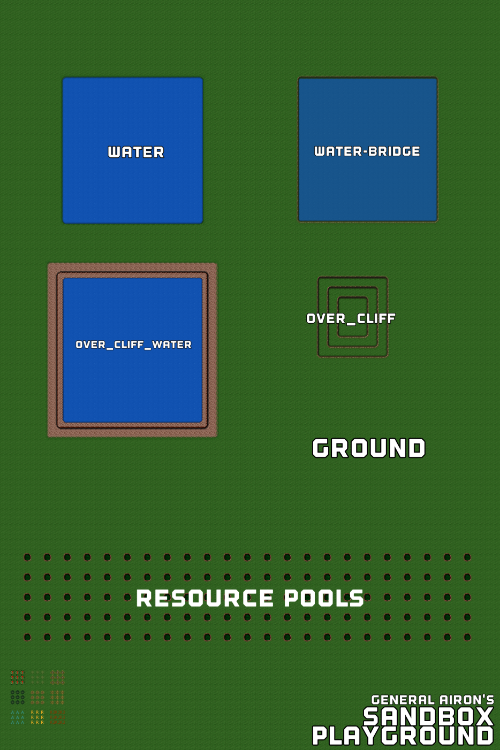 WATER
WATER-BRIDGE
OVER_CLIFF
OVER_CLIFF_WATER
GROUND
RESOURCE POOLS
GENERAL AIRON'S
SANDBOX
PLAYGROUND